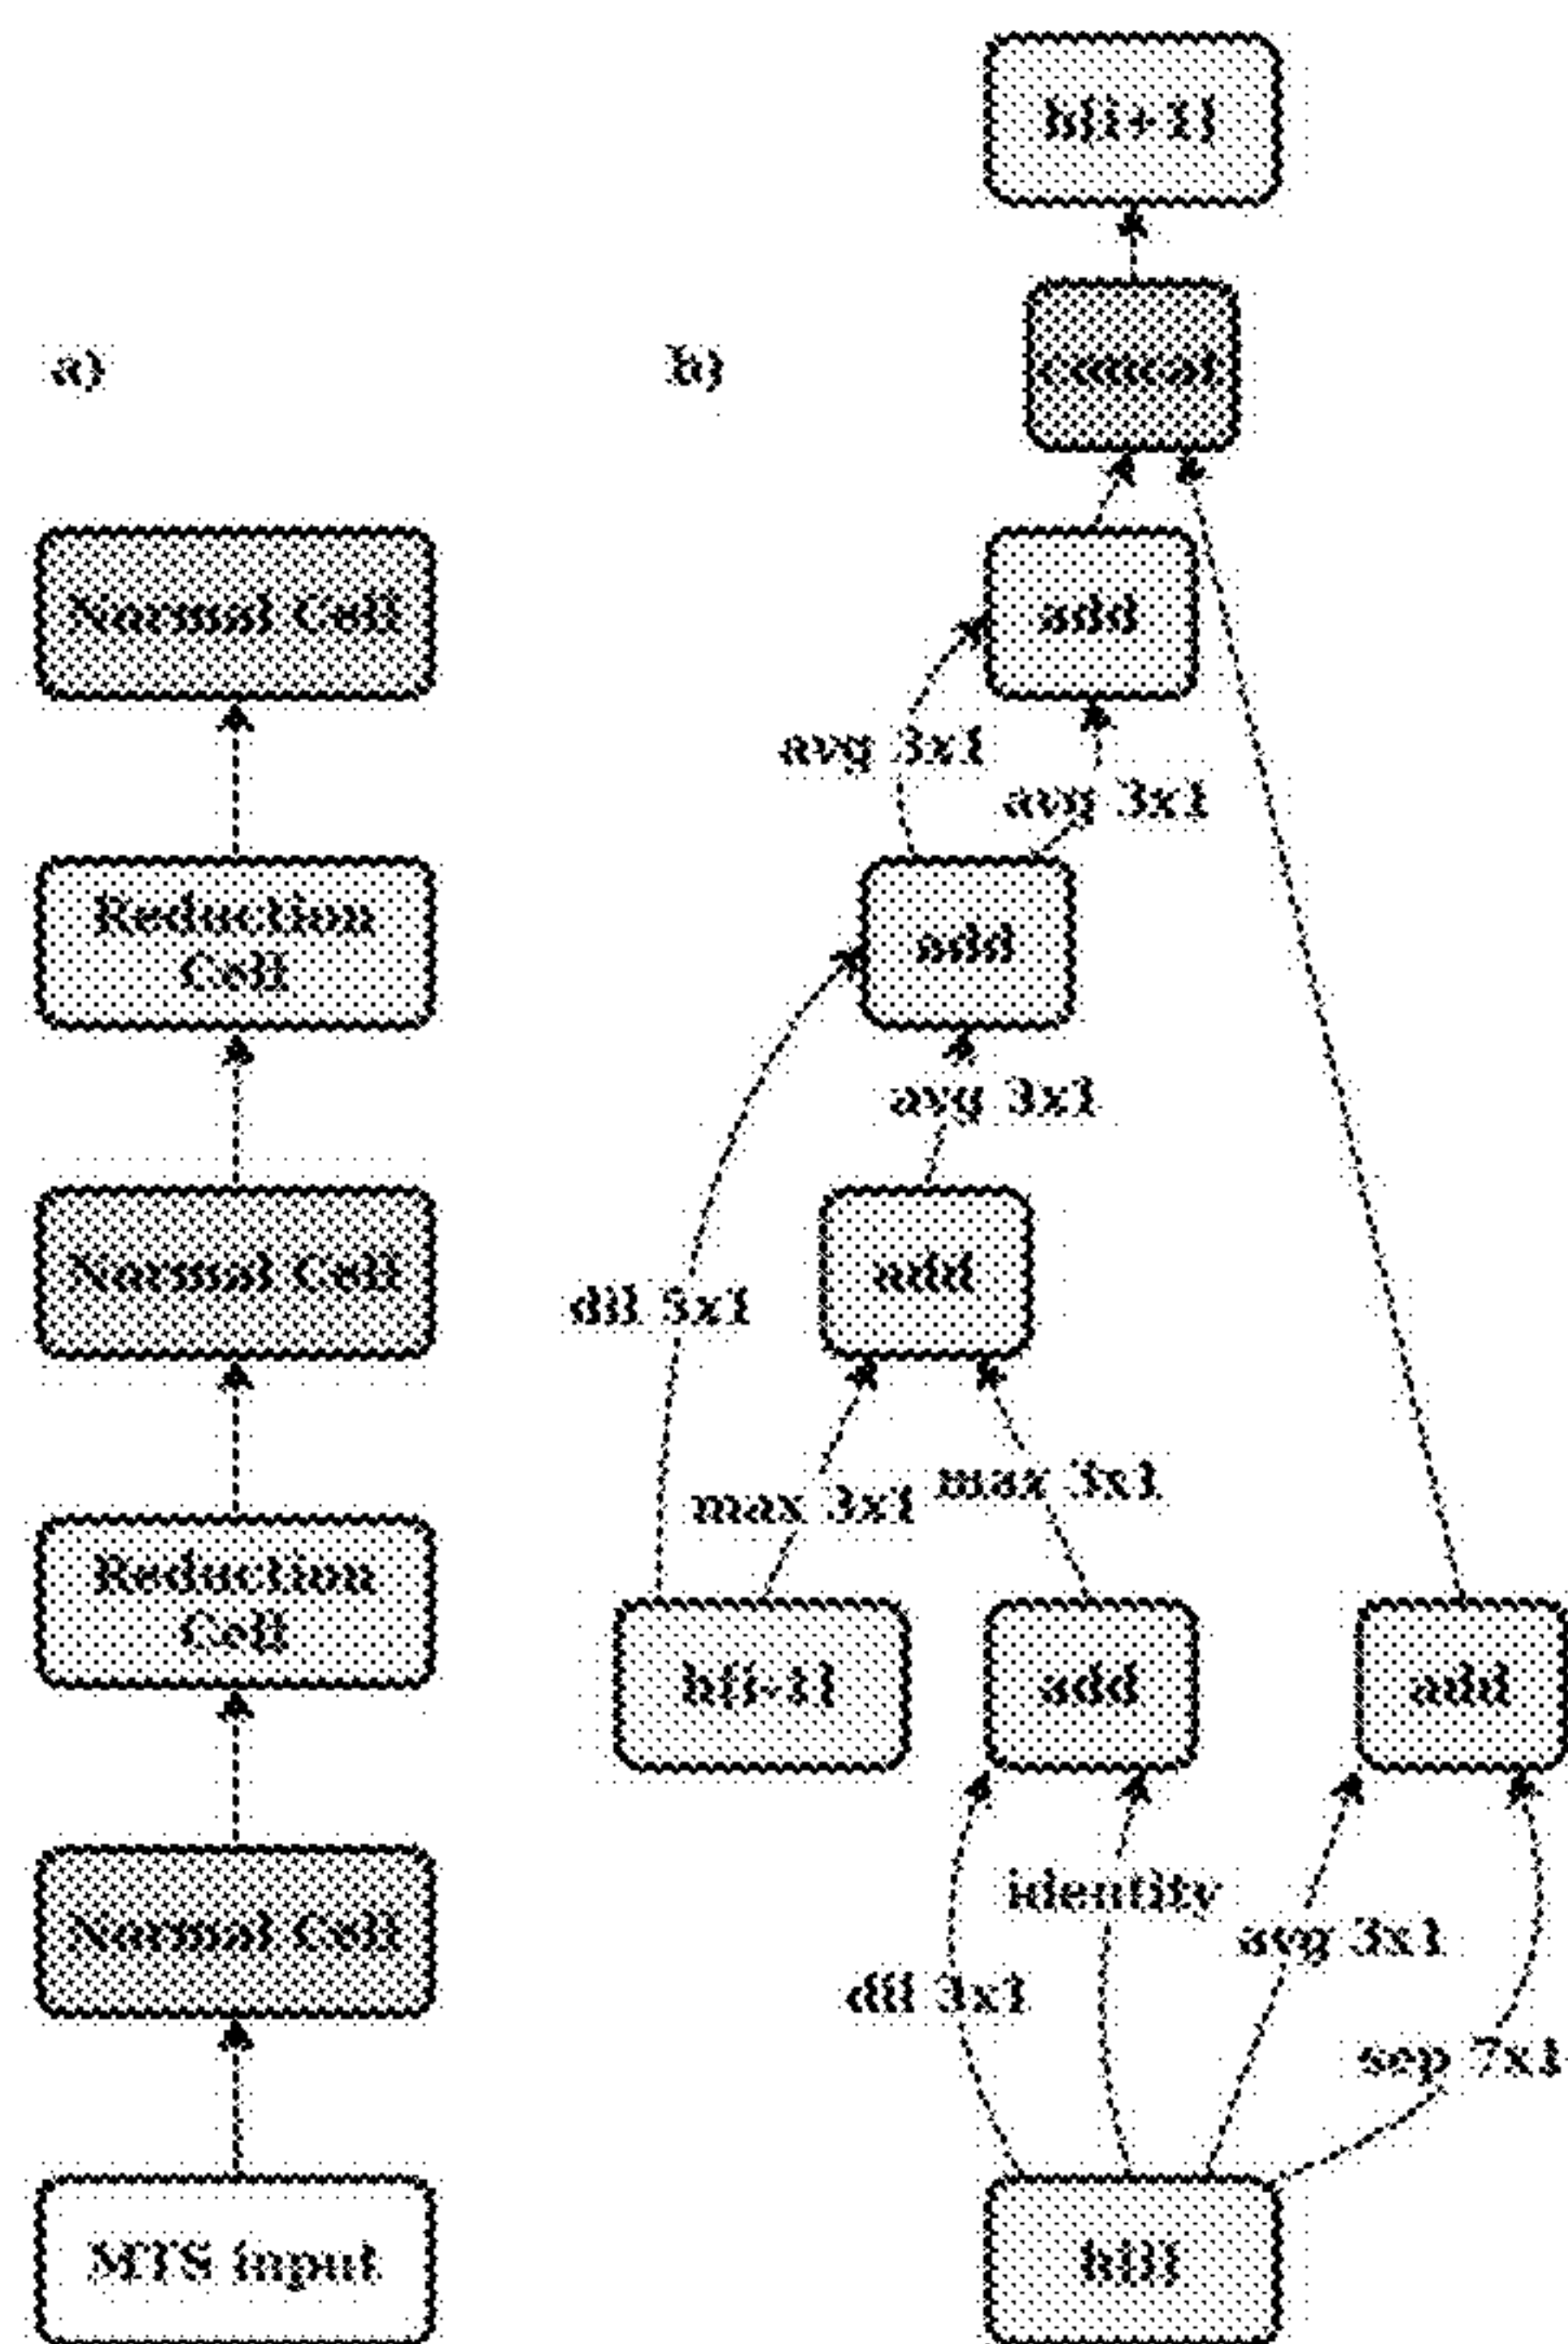 a)
Normal Cell
Reduction
Cell
Normal Cell
Reduction
Cell
Normal Cell
MTS input
b)
h[i+1]
concat
add
avg 3x1
avg 3x1
add
avg 3x1
dil 5x1
add
max 3x1
max 3x1
h[i-1]
add
add
identity
avg 3x1
dil 3x1
sep 7x1
h[i]